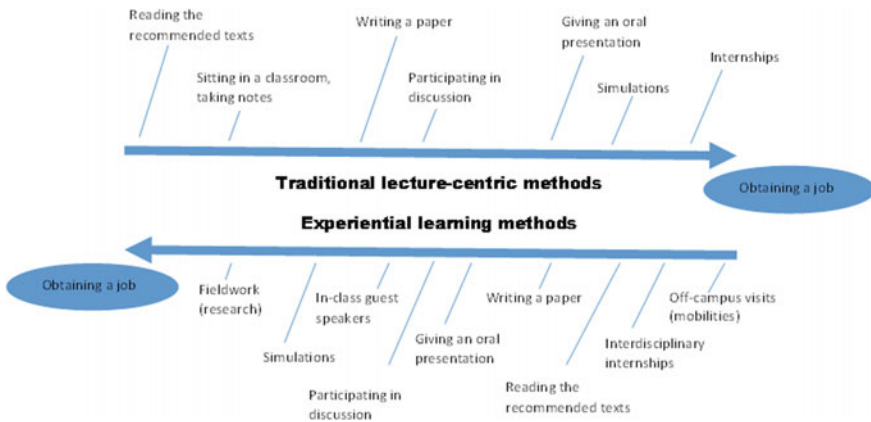 Reading the
recommended texts
Sitting in a classroom,
taking notes
Writing a paper
Participating in
discussion
Giving an oral
presentation
Simulations
Internships
Traditional lecture-centric methods
Obtaining a job
Experiential learning methods
Obtaining a job
Fieldwork
(research)
Simulations
In-class guest
speakers
Participating in
discussion
Giving an oral
presentation
Writing a paper
Reading the
recommended texts
Interdisciplinary
internships
Off-campus visits
(mobilities)